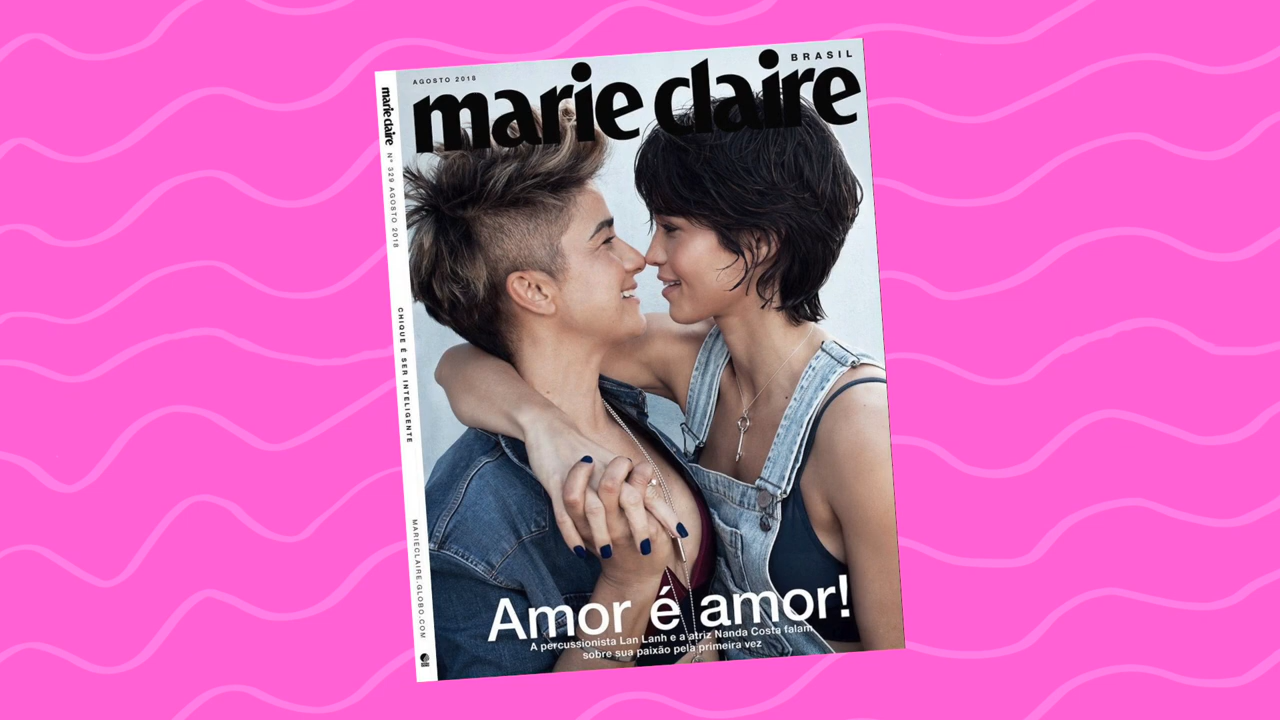 AGOSTO 2018
BRASIL
marie claire
marie claire
Nº 329 AGOSTO 2018
CHIQUE É SER INTELIGENTE
MARIECLAIRE.GLOBO.COM
Amor é amor!
A percussionista Lan Lanh e a atriz Nanda Costa falam
sobre sua paixão pela primeira vez